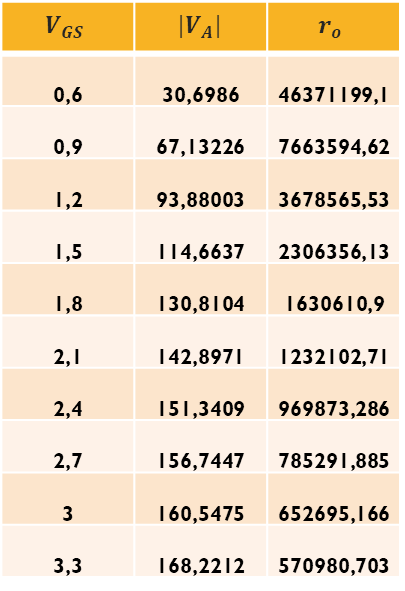 V_GS |V_A| r_o
0,6 30,6986 46371199,1
0,9 67,13226 7663594,62
1,2 93,88003 3678565,53
1,5 114,6637 2306356,13
1,8 130,8104 1630610,9
2,1 142,8971 1232102,71
2,4 151,3409 969873,286
2,7 156,7447 785291,885
3 160,5475 652695,166
3,3 168,2212 570980,703